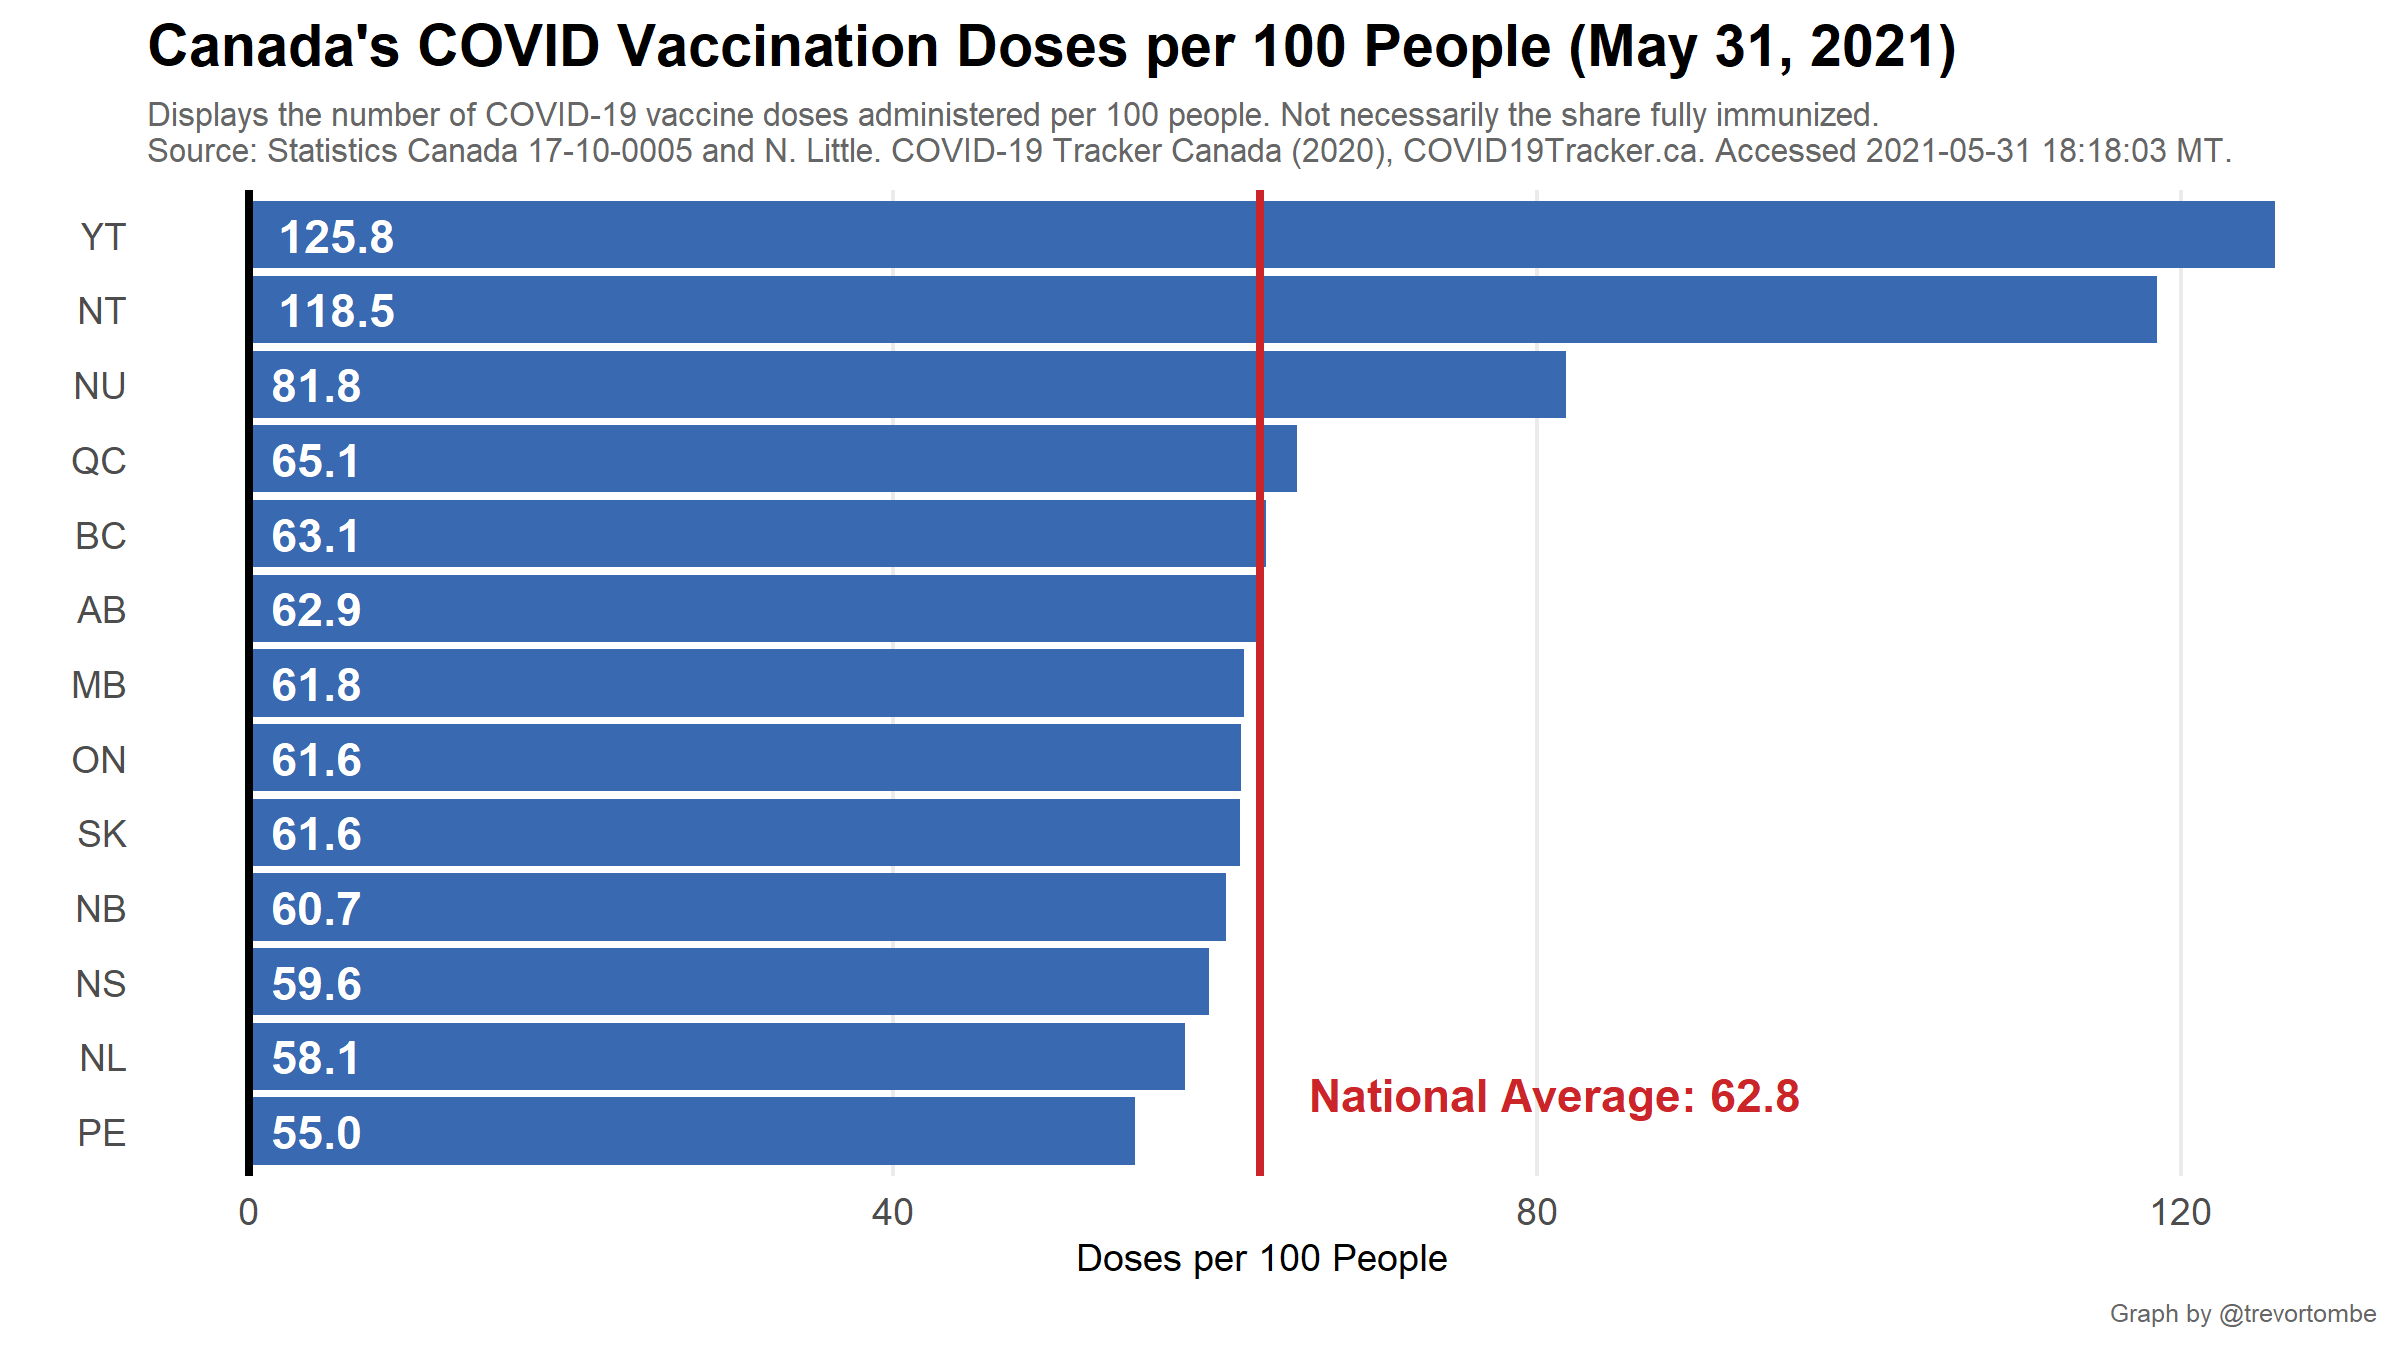 Canada's COVID Vaccination Doses per 100 People (May 31, 2021)
Displays the number of COVID-19 vaccine doses administered per 100 people. Not necessarily the share fully immunized.
Source: Statistics Canada 17-10-0005 and N. Little. COVID-19 Tracker Canada (2020), COVID19Tracker.ca. Accessed 2021-05-31 18:18:03 MT.
YT 125.8
NT 118.5
NU 81.8
QC 65.1
BC 63.1
AB 62.9
MB 61.8
ON 61.6
SK 61.6
NB 60.7
NS 59.6
NL 58.1
National Average: 62.8
PE 55.0
0 40 80 120
Doses per 100 People
Graph by @trevortombe